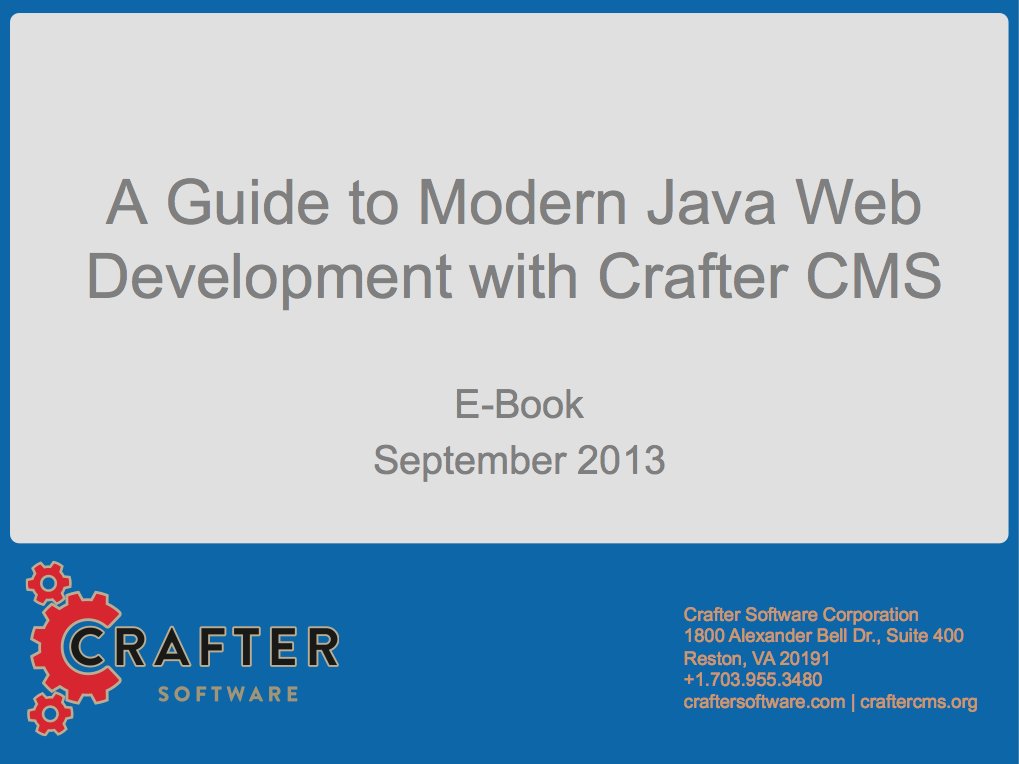 A Guide to Modern Java Web
Development with Crafter CMS
E-Book
September 2013
CRAFTER
SOFTWARE
Crafter Software Corporation
1800 Alexander Bell Dr., Suite 400
Reston, VA 20191
+1.703.955.3480
craftersoftware.com | craftercms.org